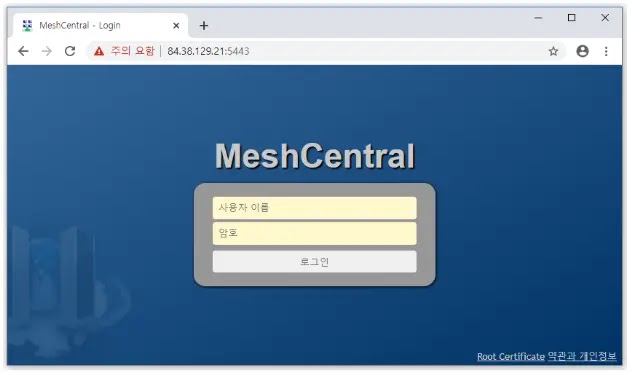 MeshCentral - Login
주의 요함 84.38.129.21:5443
MeshCentral
사용자 이름
암호
로그인
Root Certificate 약관과 개인정보